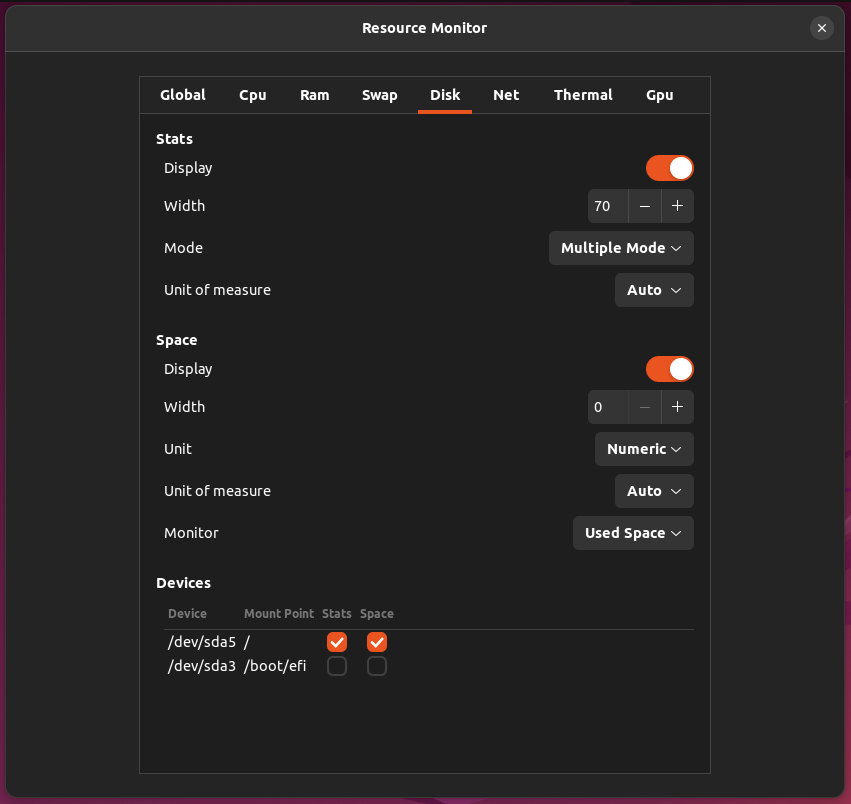 Resource Monitor
Global Cpu Ram Swap Disk Net Thermal Gpu
Stats
Display
Width 70
Mode Multiple Mode
Unit of measure Auto
Space
Display
Width 0
Unit Numeric
Unit of measure Auto
Monitor Used Space
Devices
Device Mount Point Stats Space
/dev/sda5 /
/dev/sda3 /boot/efi